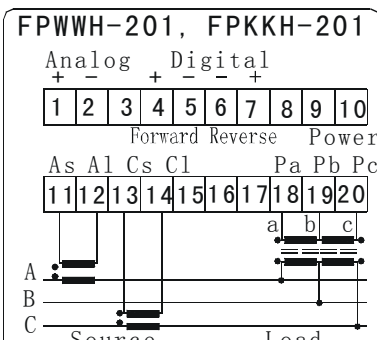 FPWWH-201, FPKKH-201
Analog Digital
+ - + - - +
1 2 3 4 5 6 7 8 9 10
Forward Reverse Power
As Al Cs Cl Pa Pb Pc
11 12 13 14 15 16 17 18 19 20
a b c
A
B
C
Source Load